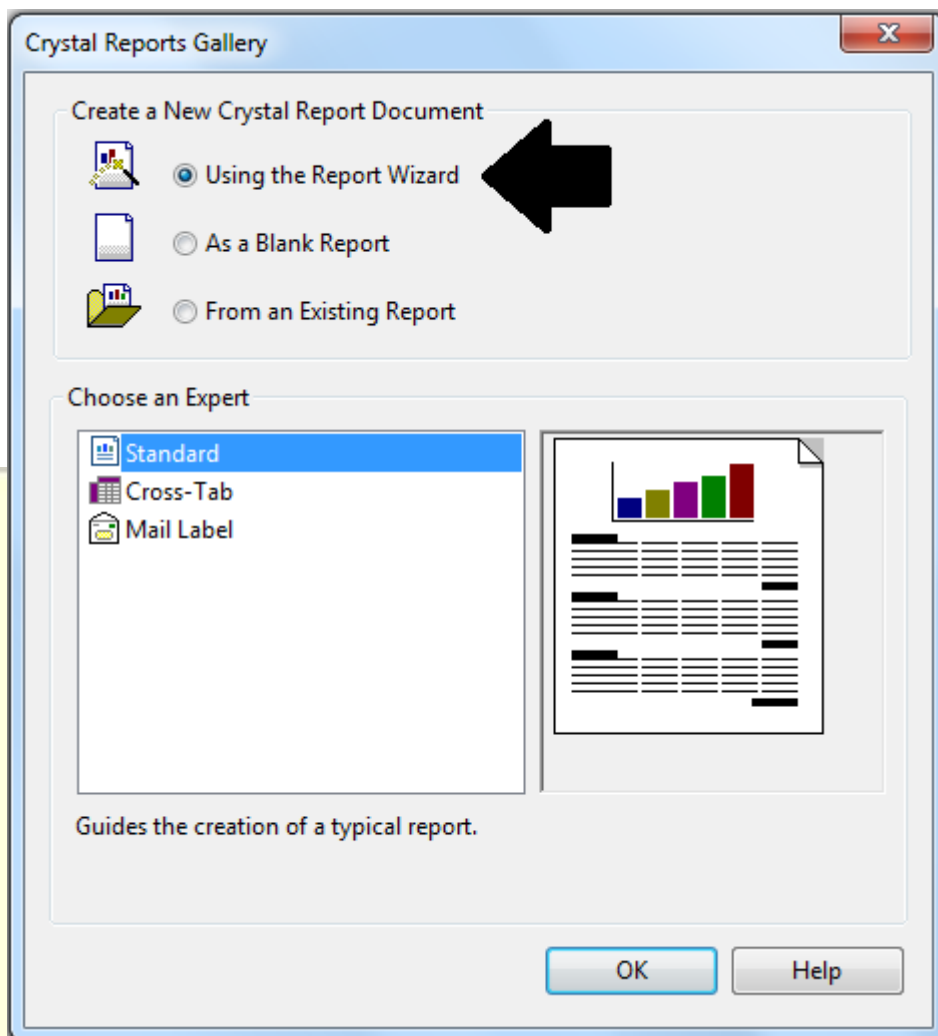 Crystal Reports Gallery
Create a New Crystal Report Document
Using the Report Wizard
As a Blank Report
From an Existing Report
Choose an Expert
Standard
Cross-Tab
Mail Label
Guides the creation of a typical report.
OK Help